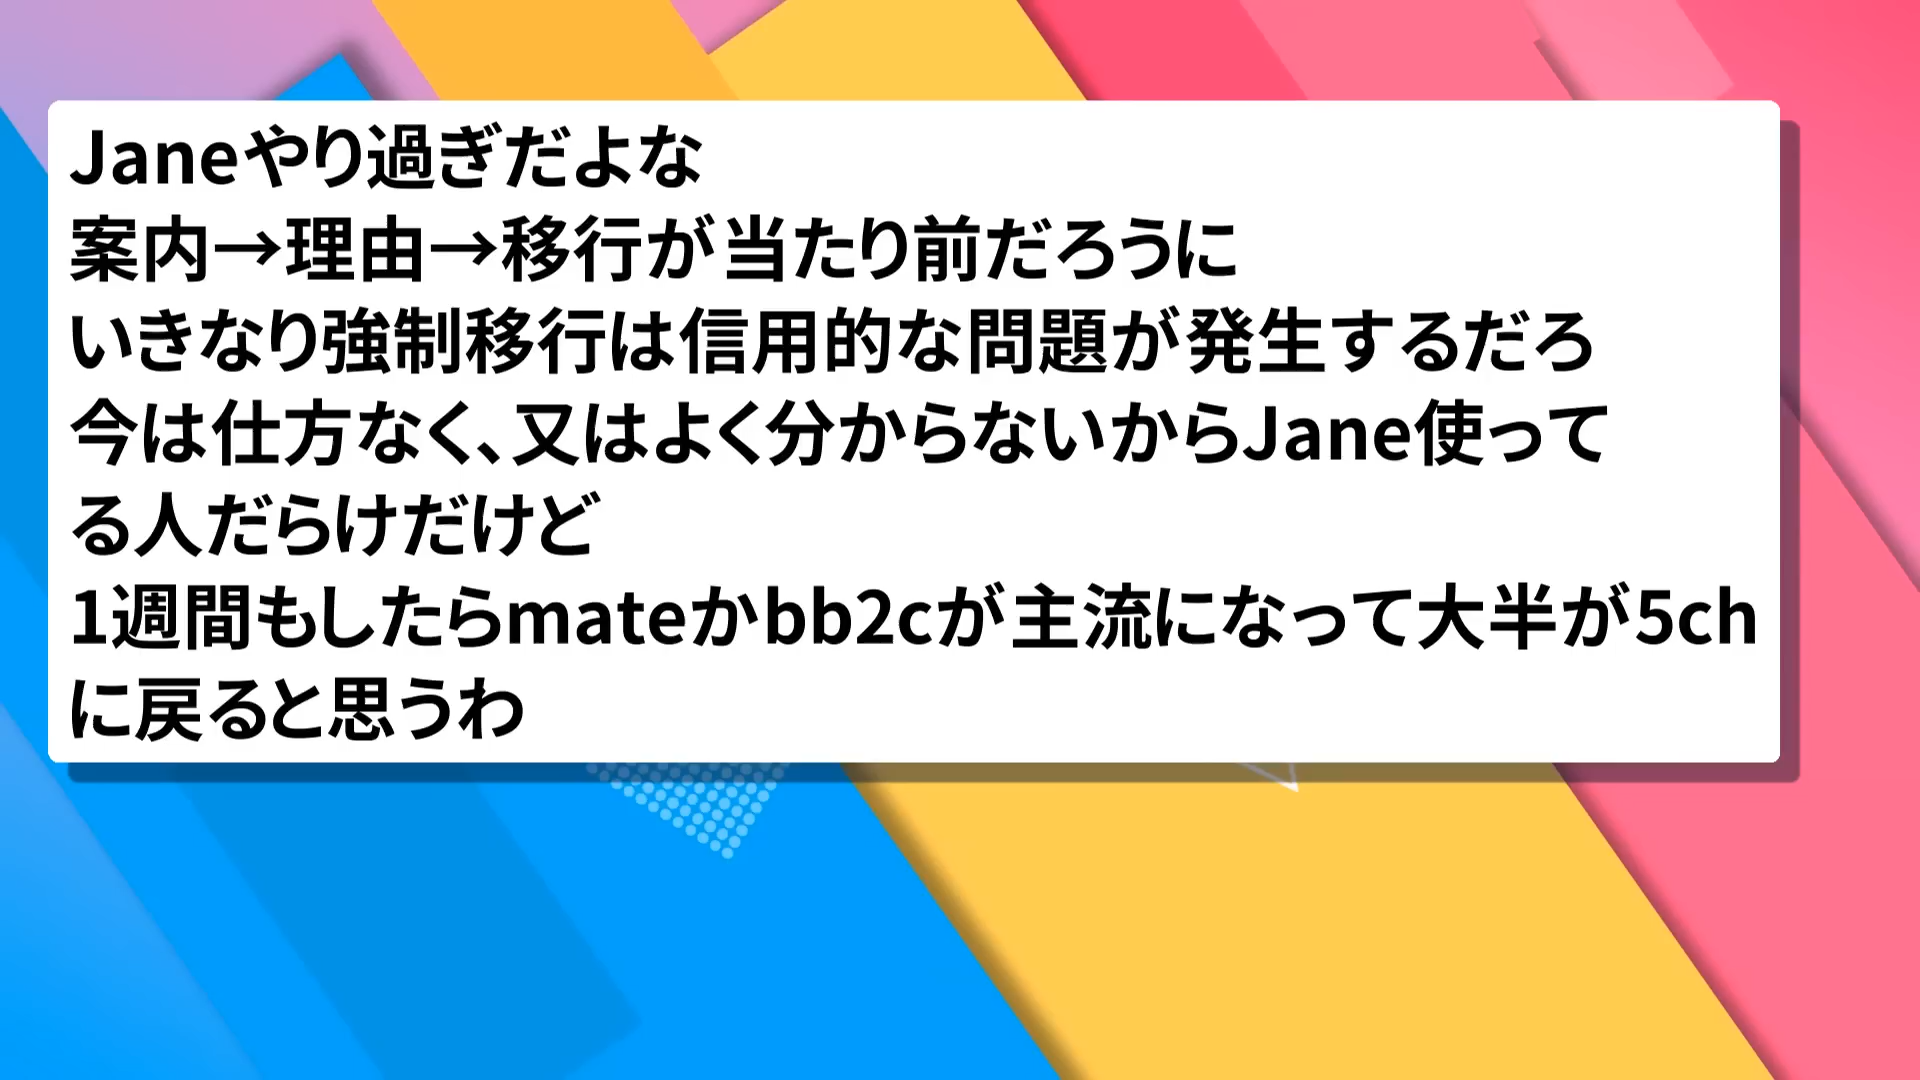 Janeやり過ぎだよな
案内→理由→移行が当たり前だろうに
いきなり強制移行は信用的な問題が発生するだろ
今は仕方なく、又はよく分からないからJane使って
る人だらけだけど
1週間もしたらmateかbb2cが主流になって大半が5ch
に戻ると思うわ